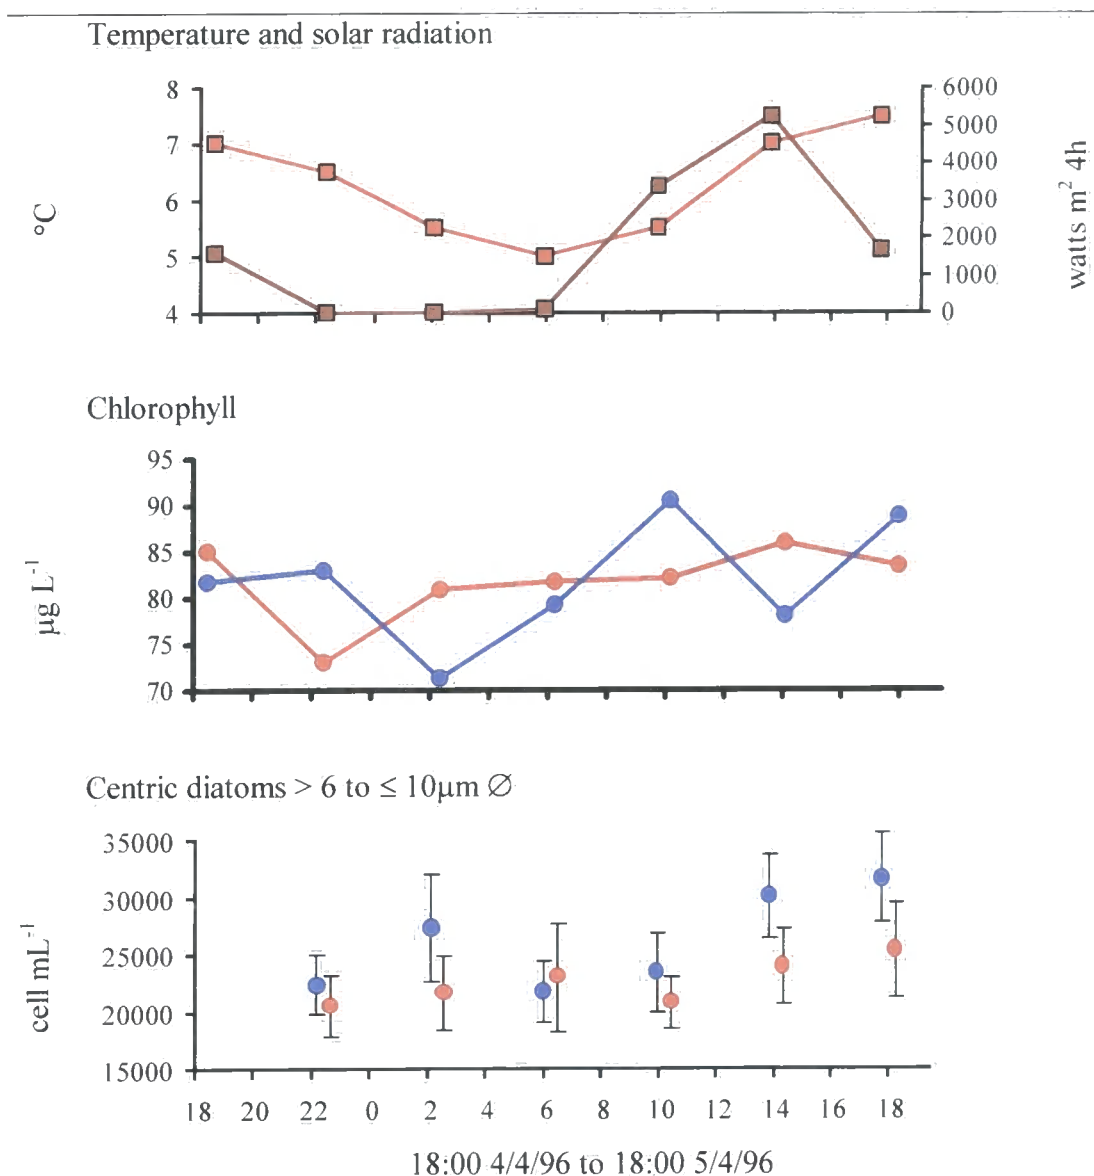 Temperature and solar radiation
8
7
6
5
4
°C
6000
5000
4000
3000
2000
1000
0
watts m² 4h
Chlorophyll
95
90
85
80
75
70
µg L⁻¹
Centric diatoms > 6 to ≤ 10µm ∅
35000
30000
25000
20000
15000
cell mL⁻¹
18 20 22 0 2 4 6 8 10 12 14 16 18
18:00 4/4/96 to 18:00 5/4/96